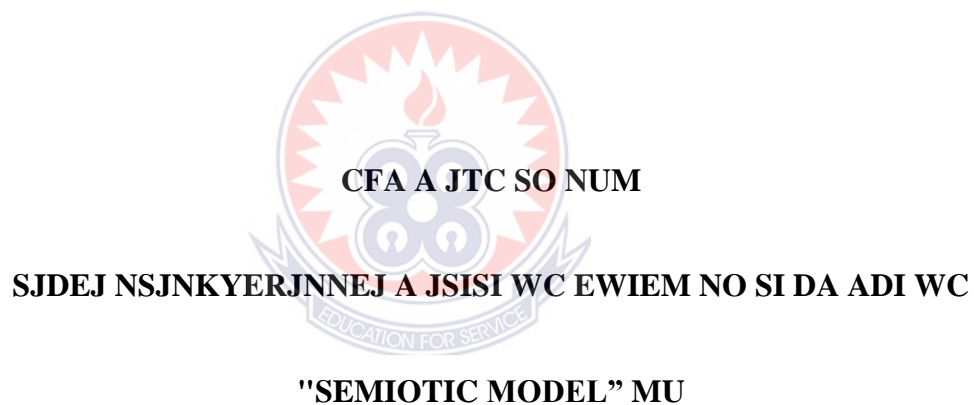 CFA A JTC SO NUM
SJDEJ NSJNKYERJNNEJ A JSISI WC EWIEM NO SI DA ADI WC
"SEMIOTIC MODEL” MU
EDUCATION FOR SERVICE